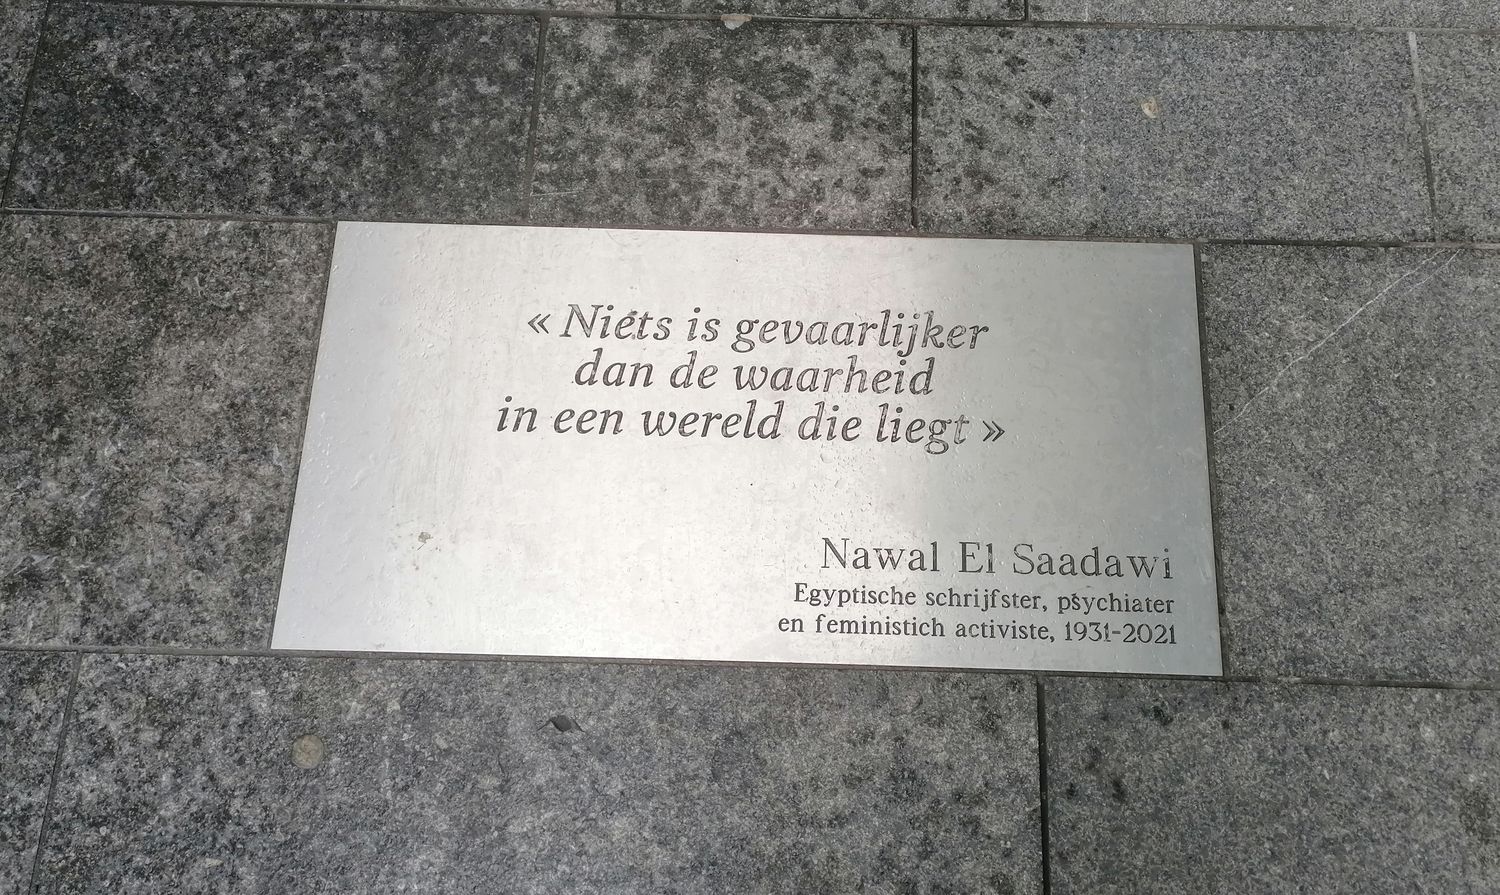 « Niets is gevaarlijker
dan de waarheid
in een wereld die liegt »
Nawal El Saadawi
Egyptische schrijfster, psychiater
en feministich activiste, 1931-2021